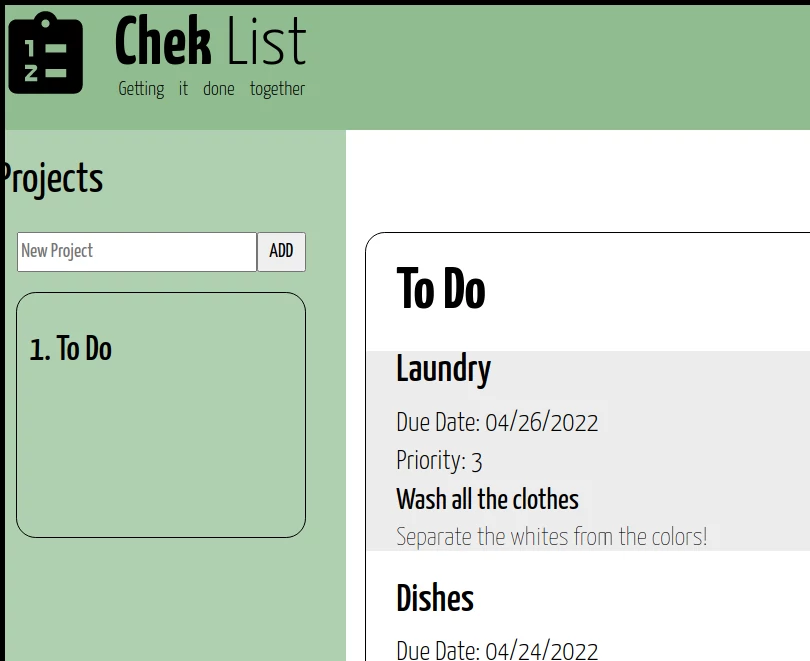 1
2
Chek List
Getting it done together
Projects
New Project
ADD
1. To Do
To Do
Laundry
Due Date: 04/26/2022
Priority: 3
Wash all the clothes
Separate the whites from the colors!
Dishes
Due Date: 04/24/2022